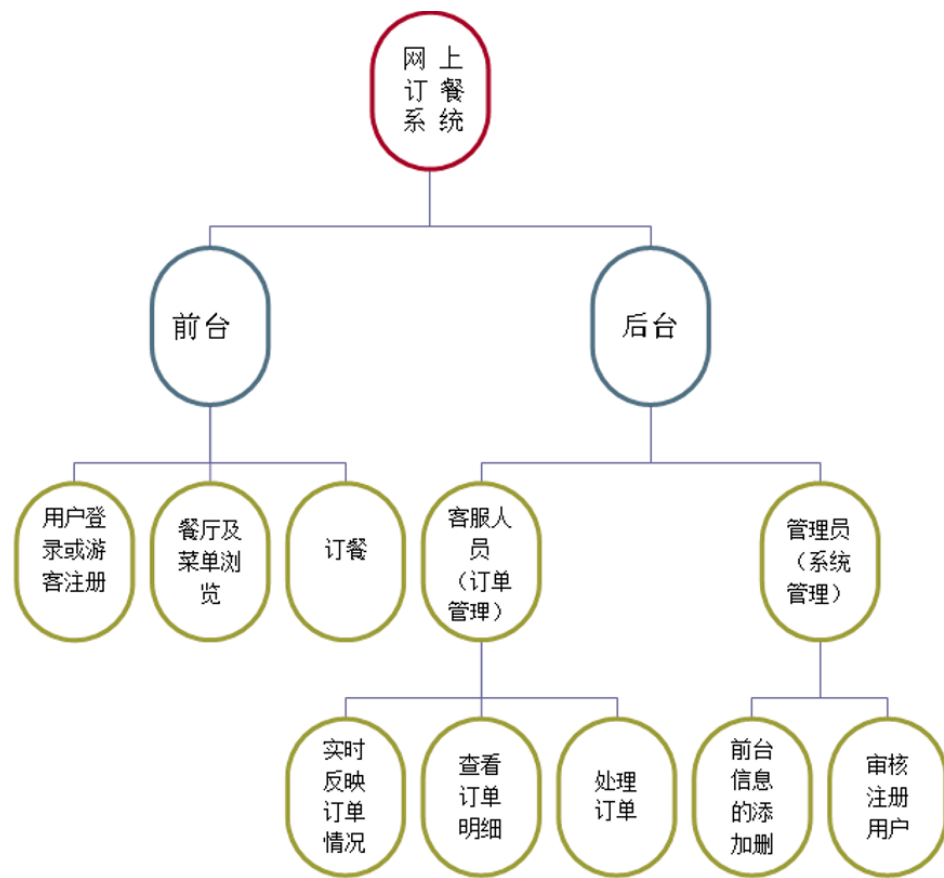 网 上
订 餐
系 统
前台
后台
用户登
录或游
客注册
餐厅及
菜单浏
览
订餐
客服人
员
（订单
管理）
管理员
（系统
管理）
实时
反映
订单
情况
查看
订单
明细
处理
订单
前台
信息
的添
加删
审核
注册
用户